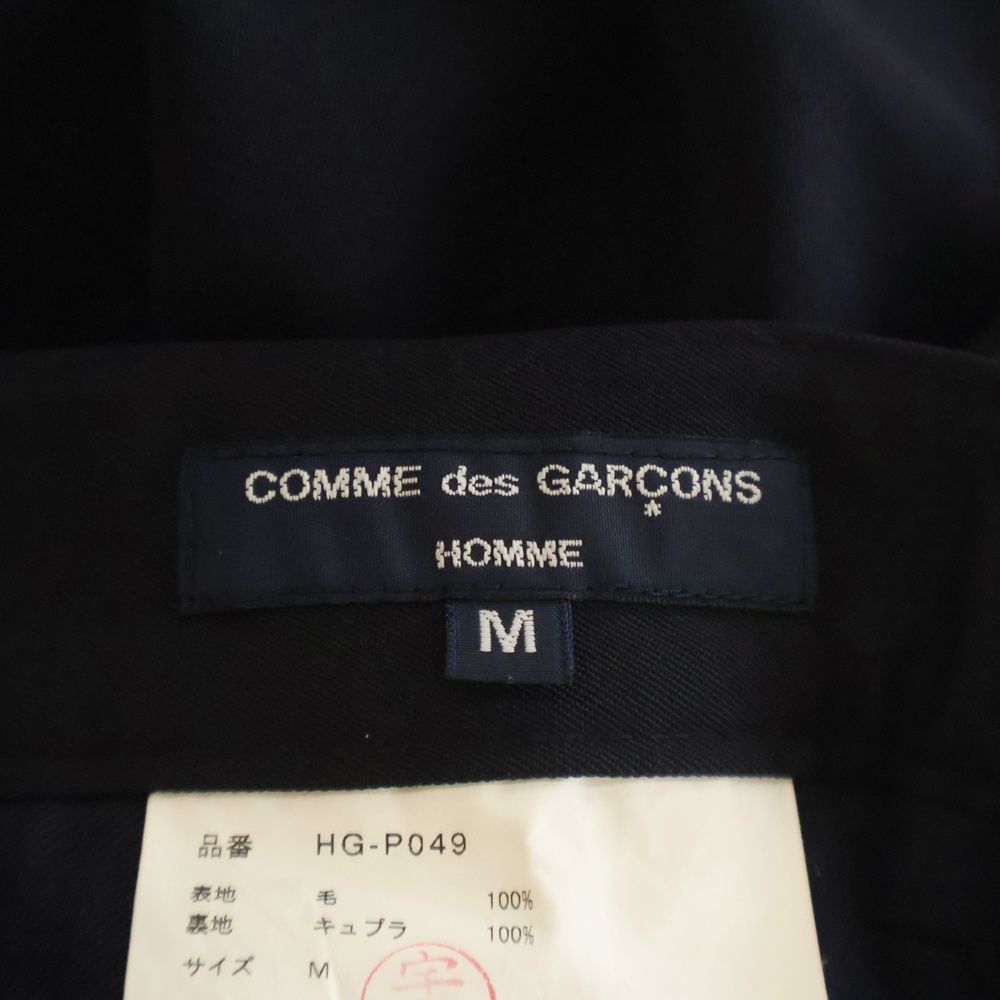 COMME des GARÇONS
*
HOMME
M
品番 HG-P049
表地 毛 100%
裏地 キュプラ 100%
サイズ M